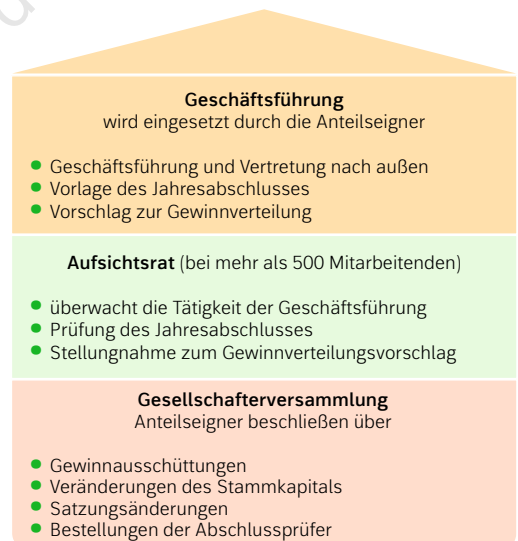 Geschäftsführung
wird eingesetzt durch die Anteilseigner
• Geschäftsführung und Vertretung nach außen
• Vorlage des Jahresabschlusses
• Vorschlag zur Gewinnverteilung
Aufsichtsrat (bei mehr als 500 Mitarbeitenden)
• überwacht die Tätigkeit der Geschäftsführung
• Prüfung des Jahresabschlusses
• Stellungnahme zum Gewinnverteilungsvorschlag
Gesellschafterversammlung
Anteilseigner beschließen über
• Gewinnausschüttungen
• Veränderungen des Stammkapitals
• Satzungsänderungen
• Bestellungen der Abschlussprüfer